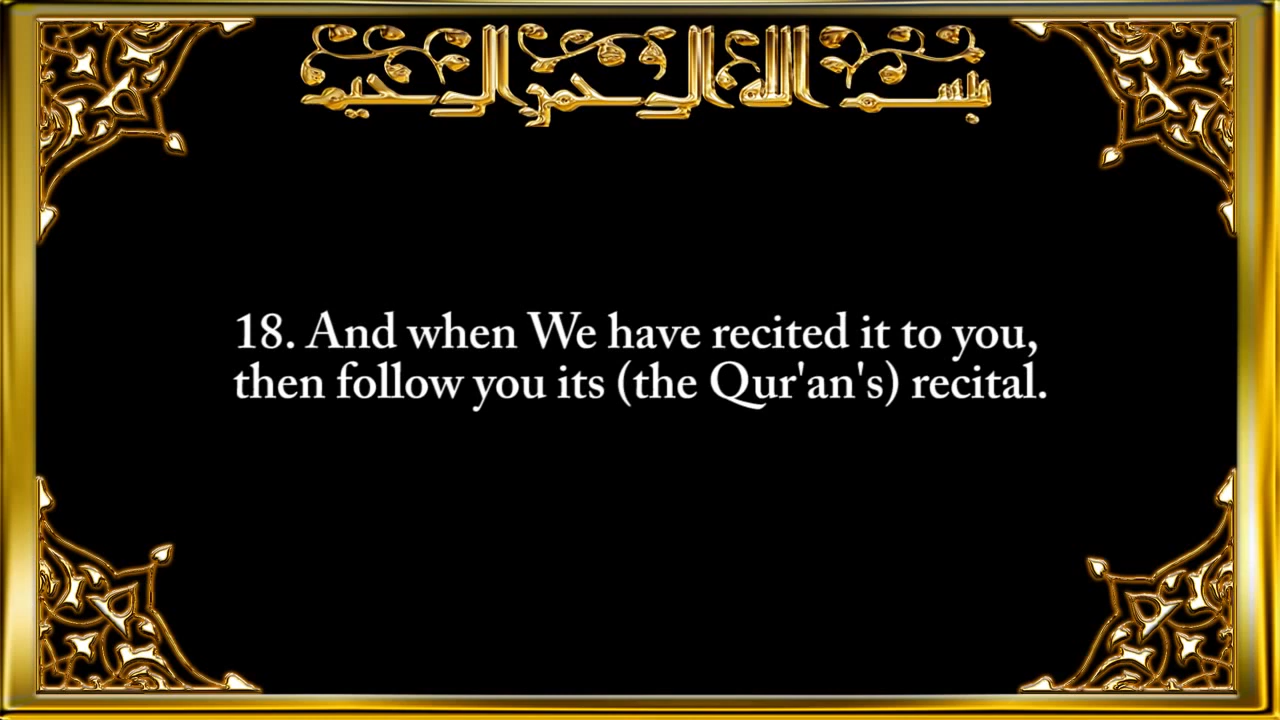 بسم الله الرحمن الرحيم
18. And when We have recited it to you,
then follow you its (the Qur'an's) recital.